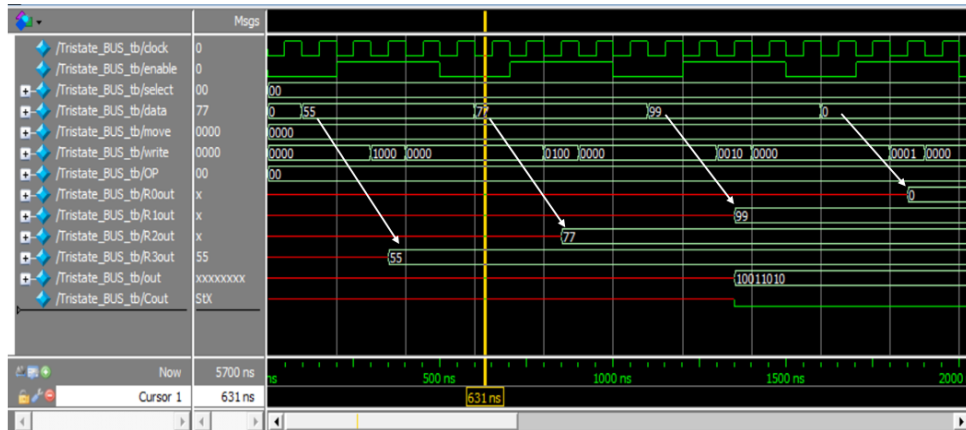 Msgs
/Tristate_BUS_tb/clock 0
/Tristate_BUS_tb/enable 0
/Tristate_BUS_tb/select 00 00
/Tristate_BUS_tb/data 77 0 55 77 99 0
/Tristate_BUS_tb/move 0000 0000
/Tristate_BUS_tb/write 0000 0000 1000 0000 0100 0000 0010 0000 0001 0000
/Tristate_BUS_tb/OP 00 00
/Tristate_BUS_tb/R0out x 0
/Tristate_BUS_tb/R1out x 99
/Tristate_BUS_tb/R2out x 77
/Tristate_BUS_tb/R3out 55 55
/Tristate_BUS_tb/out xxxxxxxx 10011010
/Tristate_BUS_tb/Cout StX
Now 5700 ns ns 500 ns 1000 ns 1500 ns 2000
Cursor 1 631 ns 631 ns